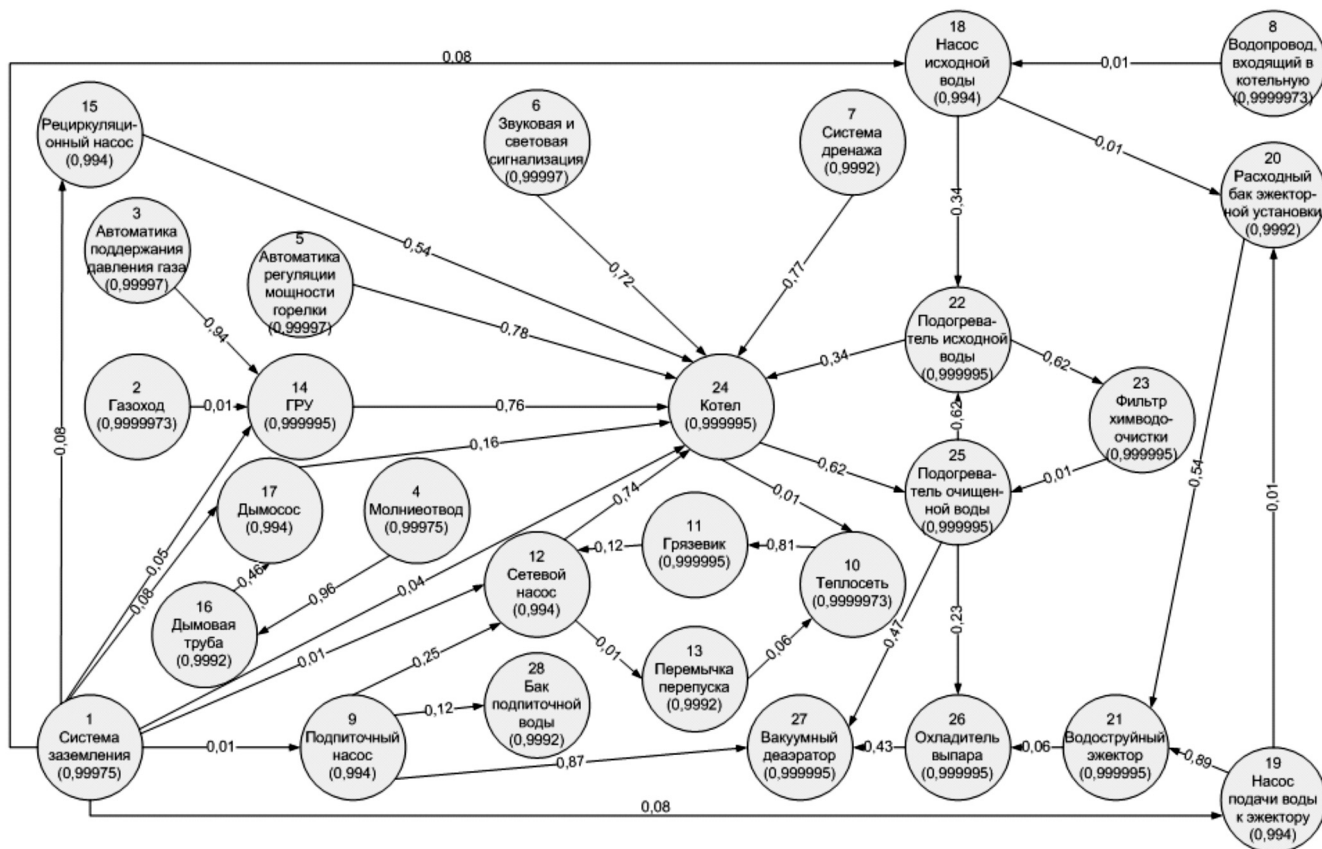 0,08
18
Насос
исходной
воды
(0,994)
0,01
8
Водопровод,
входящий в
котельную
(0,9999973)
15
Рециркуляци-
онный насос
(0,994)
6
Звуковая и
световая
сигнализация
(0,99997)
7
Система
дренажа
(0,9992)
0,01
20
Расходный
бак эжектор-
ной установки
(0,9992)
0,34
3
Автоматика
поддержания
давления газа
(0,99997)
5
Автоматика
регуляции
мощности
горелки
(0,99997)
0,54
0,72
0,77
0,94
0,78
22
Подогрева-
тель исходной
воды
(0,999995)
0,34
0,62
2
Газоход
(0,9999973)
0,01
14
ГРУ
(0,999995)
0,76
24
Котел
(0,999995)
23
Фильтр
химводо-
очистки
(0,999995)
0,62
0,08
0,16
0,62
25
Подогрева-
тель очищен-
ной воды
(0,999995)
0,01
0,54
17
Дымосос
(0,994)
4
Молниеотвод
(0,99975)
0,74
0,01
11
Грязевик
(0,999995)
0,12
0,81
12
Сетевой
насос
(0,994)
10
Теплосеть
(0,9999973)
0,01
0,05
0,08
0,46
0,96
0,04
16
Дымовая
труба
(0,9992)
0,01
0,25
0,01
13
Перемычка
перепуска
(0,9992)
0,06
0,47
0,23
28
Бак
подпиточной
воды
(0,9992)
0,12
1
Система
заземления
(0,99975)
0,01
9
Подпиточный
насос
(0,994)
0,87
27
Вакуумный
деаэратор
(0,999995)
0,43
26
Охладитель
выпара
(0,999995)
0,06
21
Водоструйный
эжектор
(0,999995)
0,89
19
Насос
подачи воды
к эжектору
(0,994)
0,08